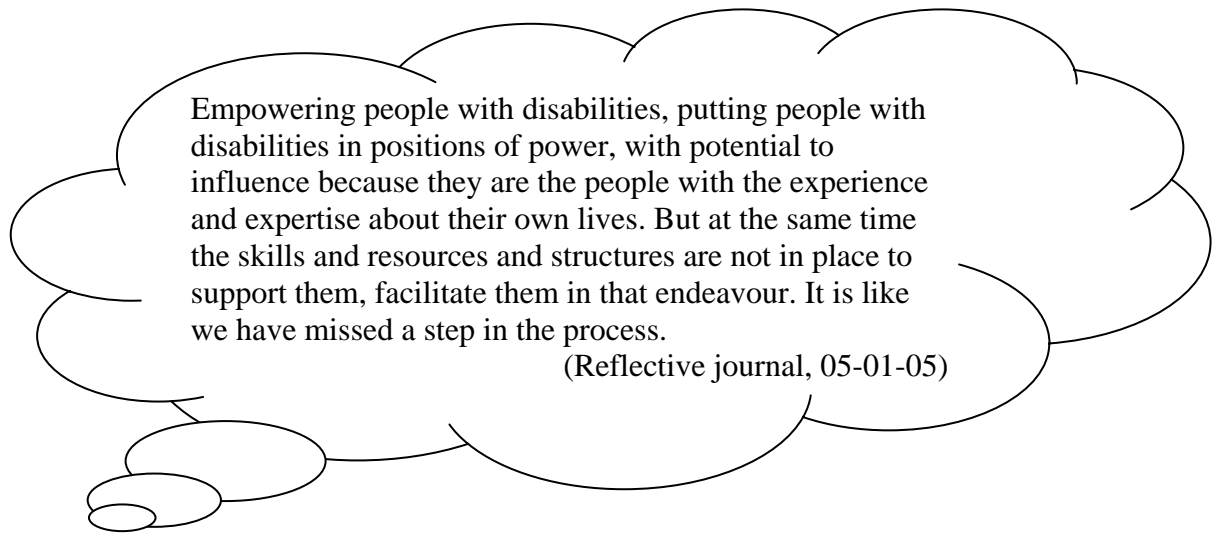 Empowering people with disabilities, putting people with
disabilities in positions of power, with potential to
influence because they are the people with the experience
and expertise about their own lives. But at the same time
the skills and resources and structures are not in place to
support them, facilitate them in that endeavour. It is like
we have missed a step in the process.
(Reflective journal, 05-01-05)